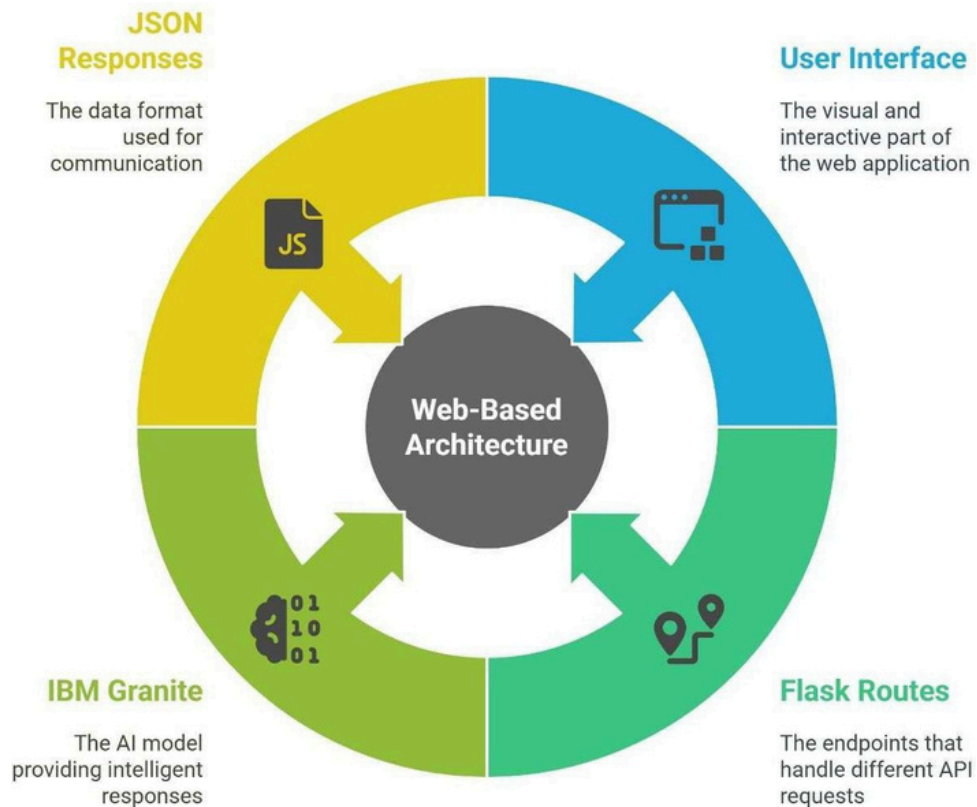 JSON
Responses
The data format
used for
communication
User Interface
The visual and
interactive part of
the web application
JS
Web-Based
Architecture
01
10
01
IBM Granite
The AI model
providing intelligent
responses
Flask Routes
The endpoints that
handle different API
requests